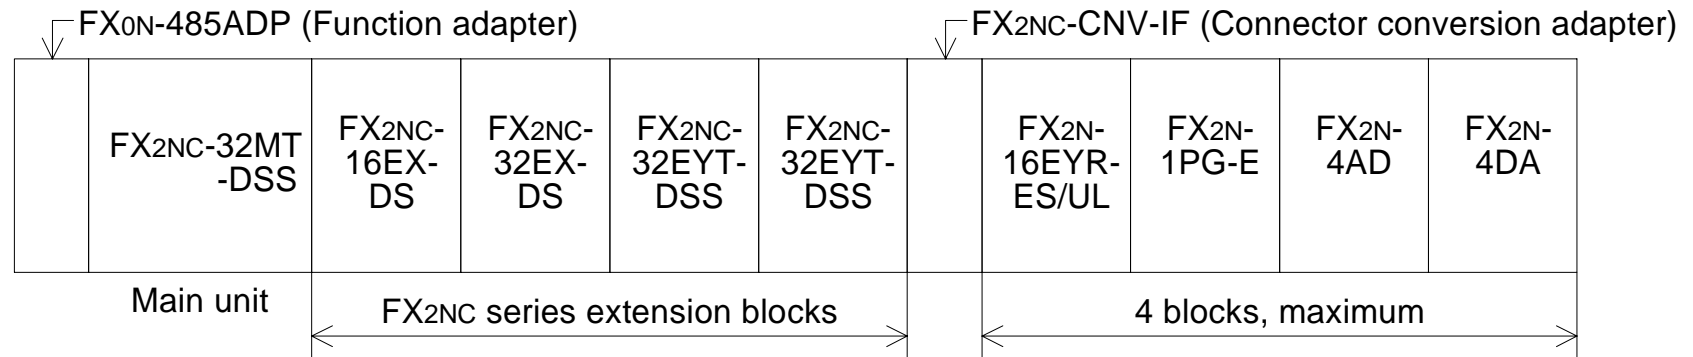 FX0N-485ADP (Function adapter)
FX2NC-CNV-IF (Connector conversion adapter)
FX2NC-32MT
-DSS
FX2NC-
16EX-
DS
FX2NC-
32EX-
DS
FX2NC-
32EYT-
DSS
FX2NC-
32EYT-
DSS
FX2N-
16EYR-
ES/UL
FX2N-
1PG-E
FX2N-
4AD
FX2N-
4DA
Main unit
FX2NC series extension blocks
4 blocks, maximum